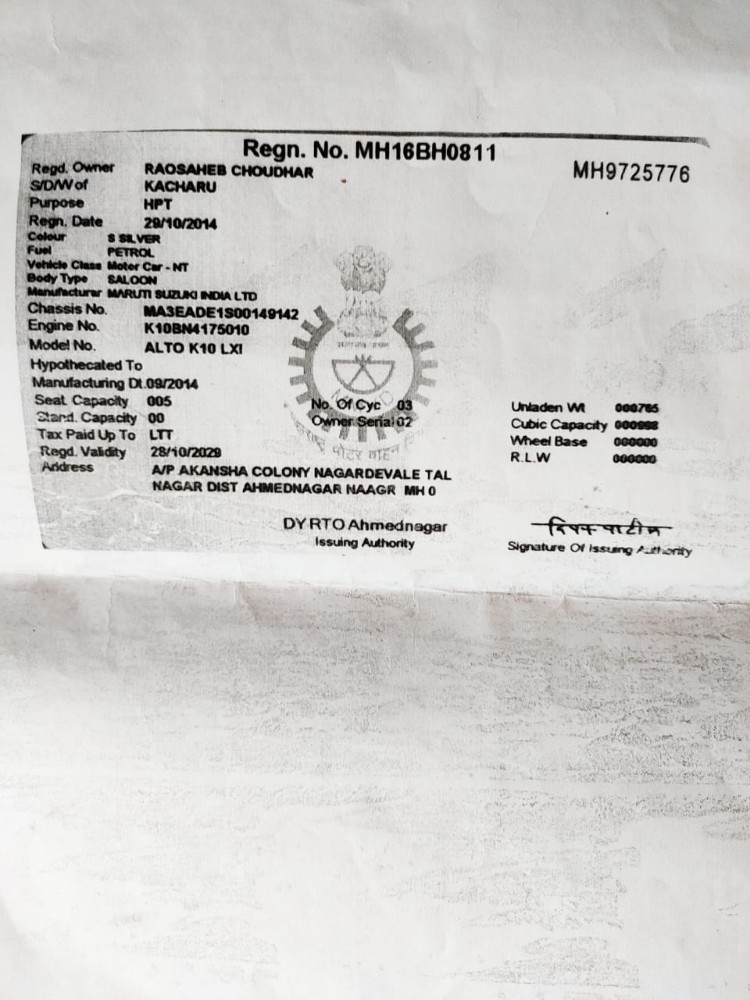 Regn. No. MH16BH0811
MH9725776
Regd. Owner RAOSAHEB CHOUDHAR
S/D/W of KACHARU
Purpose HPT
Regn. Date 29/10/2014
Colour S SILVER
Fuel PETROL
Vehicle Class Motor Car - NT
Body Type SALOON
Manufacturer MARUTI SUZUKI INDIA LTD
Chassis No. MA3EADE1S00149142
Engine No. K10BN4175010
Model No. ALTO K10 LXI
Hypothecated To
Manufacturing Dt.09/2014
Seat Capacity 005 No. Of Cyc 03 Unladen Wt 000765
Stand. Capacity 00 Owner Serial 02 Cubic Capacity 000998
Tax Paid Up To LTT Wheel Base 000000
Regd. Validity 28/10/2029 R.L.W 000000
Address A/P AKANSHA COLONY NAGARDEVALE TAL
NAGAR DIST AHMEDNAGAR NAAGR MH 0
DY RTO Ahmednagar
Issuing Authority
दिपक पाटील
Signature Of Issuing Authority